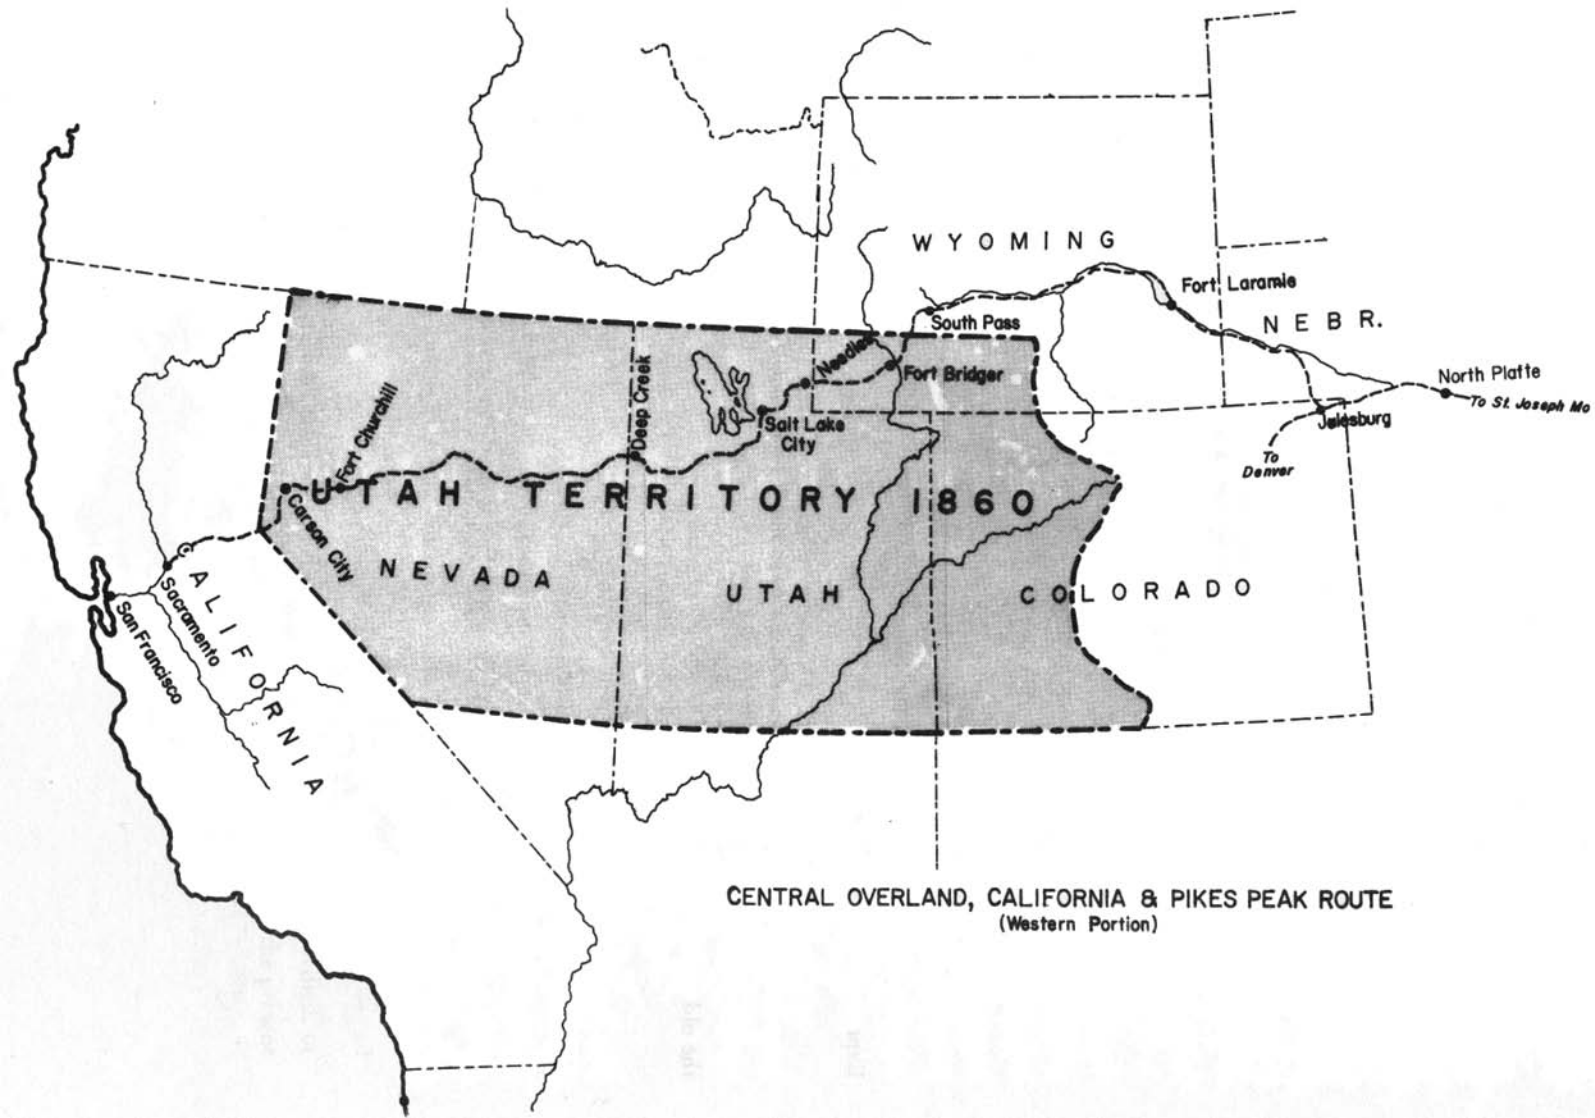 WYOMING
Fort Laramie
South Pass
NEBR.
Needles
Fort Bridger
North Platte
To St. Joseph Mo
Julesburg
To
Denver
Deep Creek
Salt Lake
City
Fort Churchill
UTAH TERRITORY 1860
Carson City
NEVADA
UTAH
COLORADO
CALIFORNIA
Sacramento
San Francisco
CENTRAL OVERLAND, CALIFORNIA & PIKES PEAK ROUTE
(Western Portion)